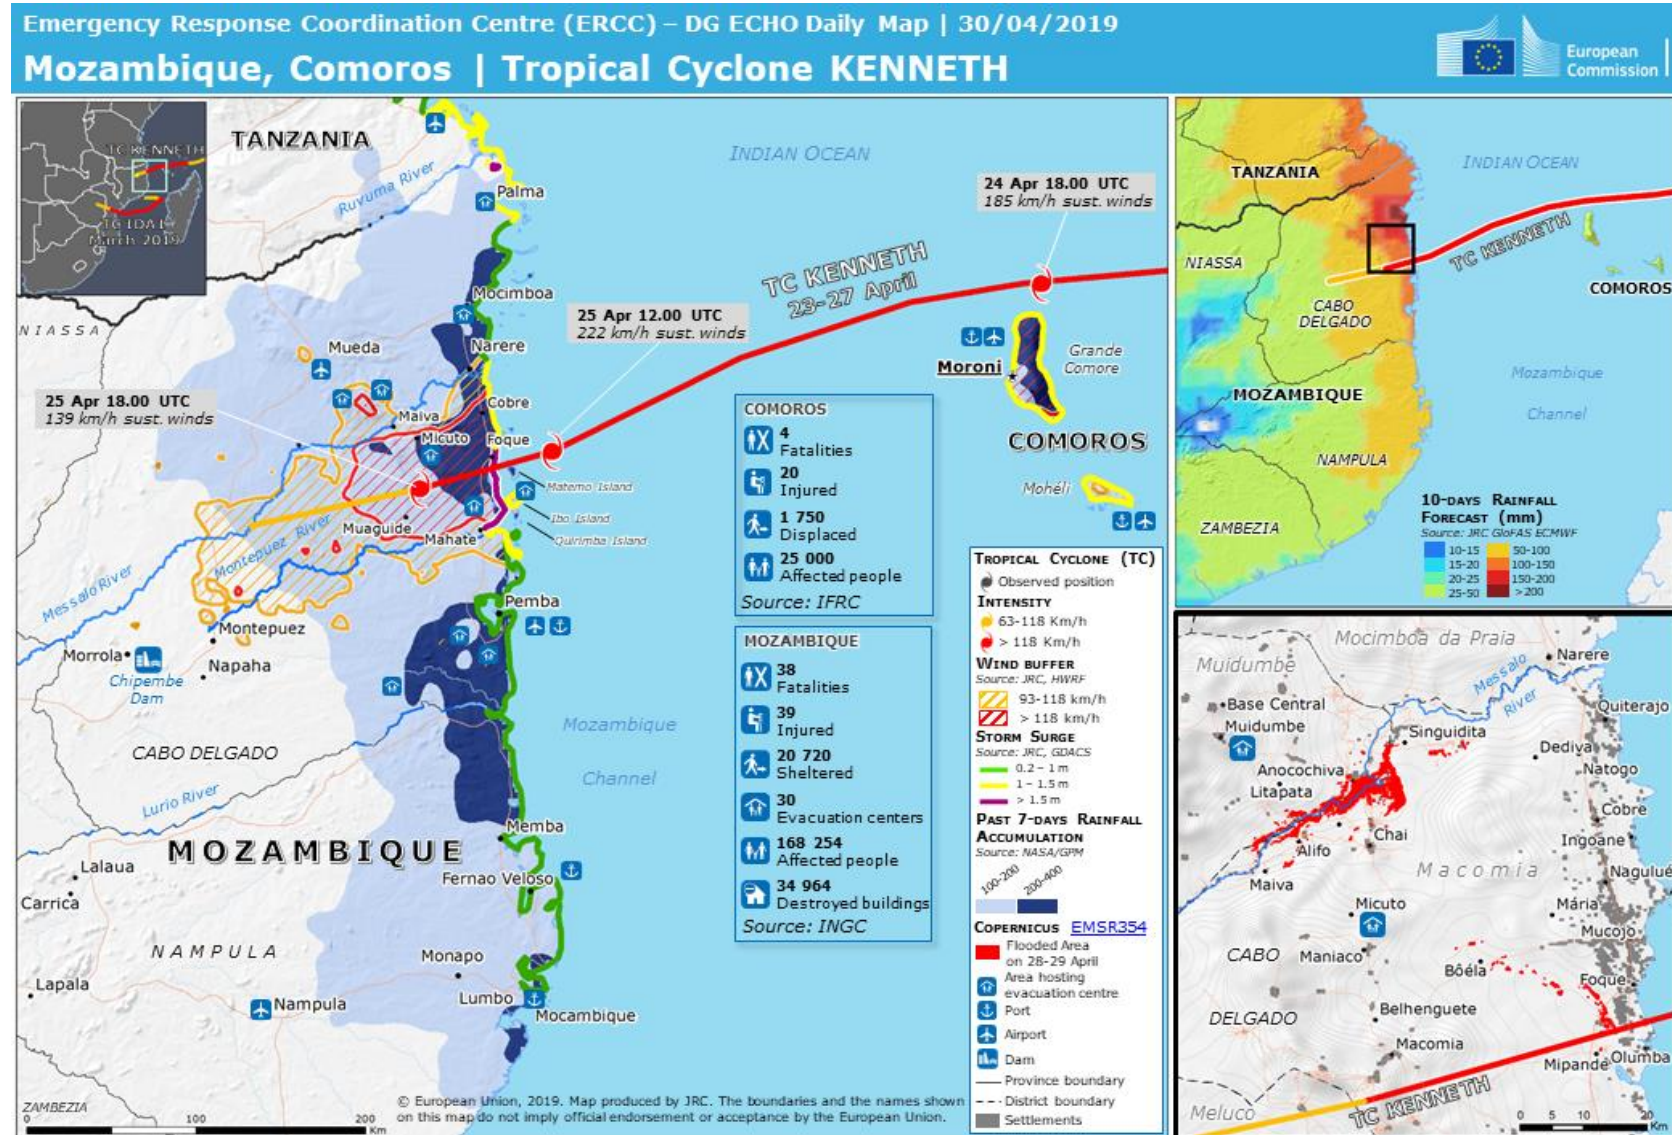 Emergency Response Coordination Centre (ERCC) – DG ECHO Daily Map | 30/04/2019
Mozambique, Comoros | Tropical Cyclone KENNETH
European
Commission
TC KENNETH
TC IDAI
March 2019
TANZANIA
INDIAN OCEAN
Ruvuma River
Palma
24 Apr 18.00 UTC
185 km/h sust. winds
TC KENNETH
23-27 April
Mocimboa
25 Apr 12.00 UTC
222 km/h sust. winds
NIASSA
Mueda
Narere
Moroni
Grande
Comore
25 Apr 18.00 UTC
139 km/h sust. winds
Maiva
Cobre
Micuto
Foque
COMOROS
Matemo Island
Mohéli
Ibo Island
Muaguide
Mahate
Quirimba Island
Montepuez River
Messalo River
Pemba
Montepuez
Morrola
Napaha
Chipembe
Dam
CABO DELGADO
Mozambique
Channel
Lurio River
Memba
MOZAMBIQUE
Lalaua
Fernao Veloso
Carrica
NAMPULA
Monapo
Lapala
Nampula
Lumbo
Mocambique
ZAMBEZIA
0 100 200
Km
© European Union, 2019. Map produced by JRC. The boundaries and the names shown
on this map do not imply official endorsement or acceptance by the European Union.
COMOROS
4
Fatalities
20
Injured
1 750
Displaced
25 000
Affected people
Source: IFRC
MOZAMBIQUE
38
Fatalities
39
Injured
20 720
Sheltered
30
Evacuation centers
168 254
Affected people
34 964
Destroyed buildings
Source: INGC
TROPICAL CYCLONE (TC)
Observed position
INTENSITY
63-118 Km/h
> 118 Km/h
WIND BUFFER
Source: JRC, HWRF
93-118 km/h
> 118 km/h
STORM SURGE
Source: JRC, GDACS
0.2 – 1 m
1 – 1.5 m
> 1.5 m
PAST 7-DAYS RAINFALL
ACCUMULATION
Source: NASA/GPM
100-200 200-400
COPERNICUS EMSR354
Flooded Area
on 28-29 April
Area hosting
evacuation centre
Port
Airport
Dam
Province boundary
District boundary
Settlements
TANZANIA
INDIAN OCEAN
TC KENNETH
NIASSA
COMOROS
CABO
DELGADO
Mozambique
Channel
MOZAMBIQUE
NAMPULA
ZAMBEZIA
10-DAYS RAINFALL
FORECAST (mm)
Source: JRC GloFAS ECMWF
10-15 50-100
15-20 100-150
20-25 150-200
25-50 > 200
Mocimboa da Praia
Muidumbe
Narere
Messalo
River
Base Central
Quiterajo
Muidumbe
Singuidita
Dediva
Anocochiva
Natogo
Litapata
Cobre
Chai
Ingoane
Alifo
Macomia
Nagulué
Maiva
Micuto
Mária
Mucojo
CABO
Maniaco
Bôéla
Foque
DELGADO
Belhenguete
Macomia
Mipande
Olumba
TC KENNETH
Meluco
0 5 10 20
Km